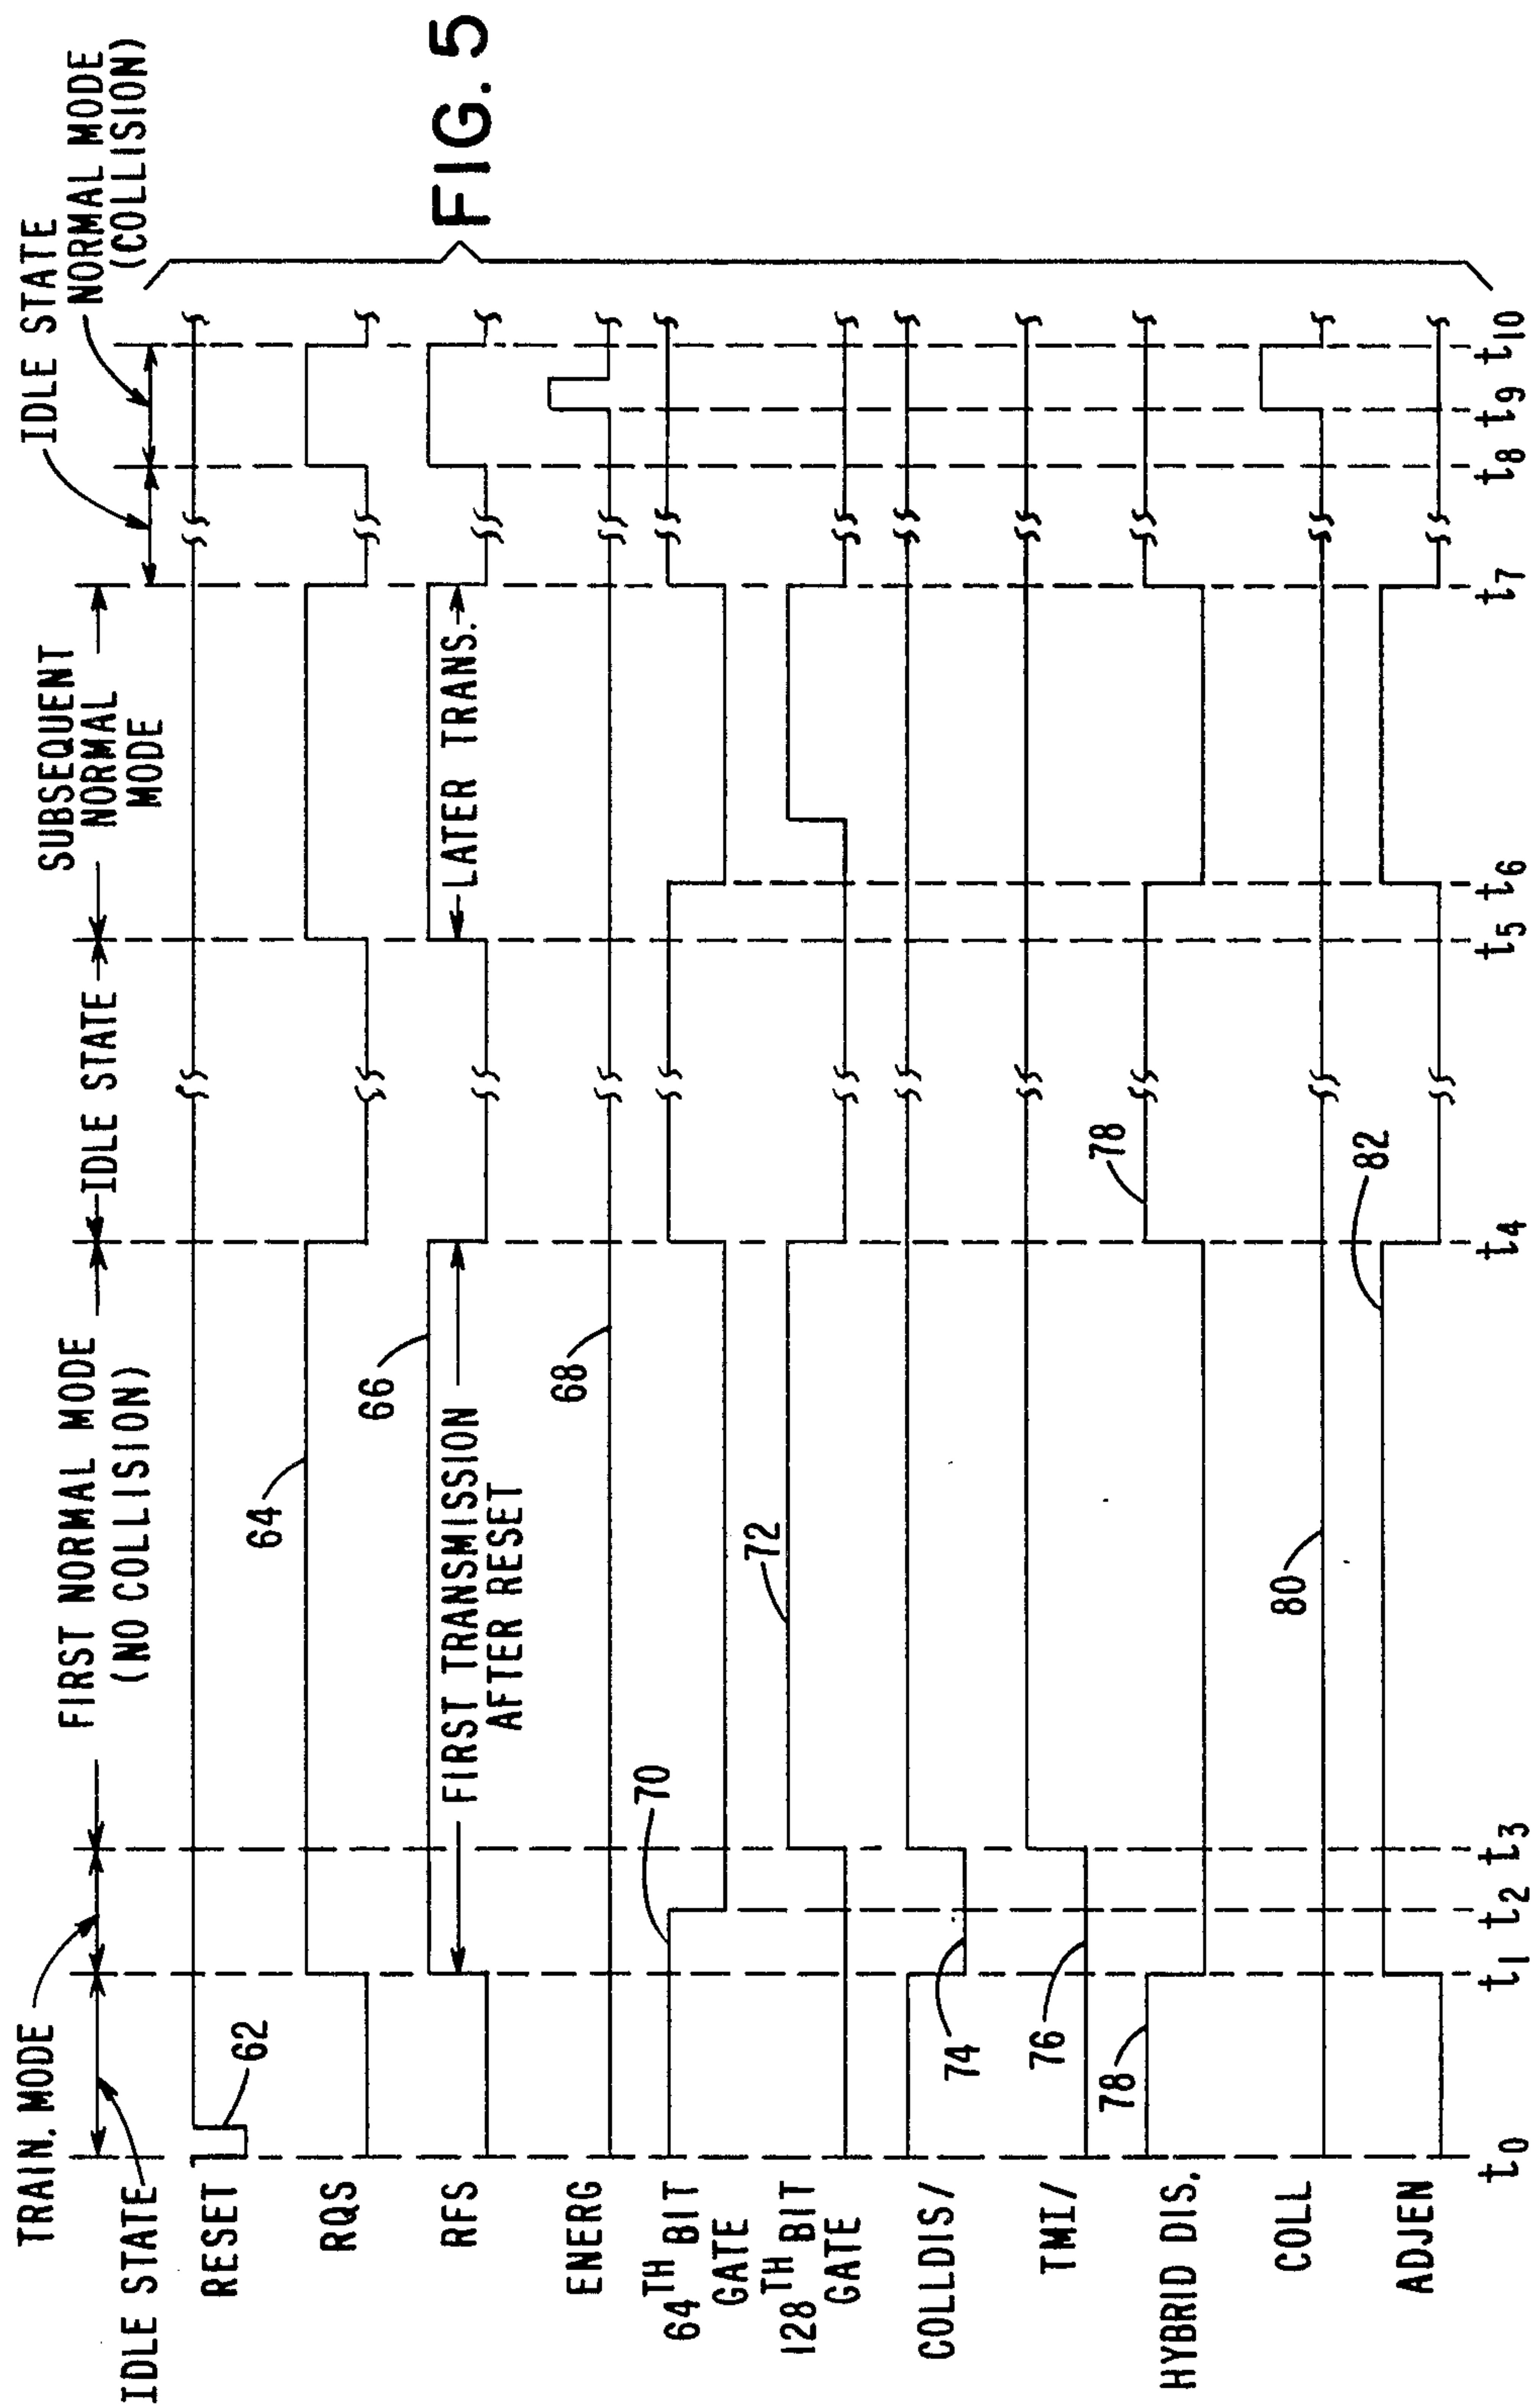 FIG. 5
TRAIN. MODE
IDLE STATE
FIRST NORMAL MODE
(NO COLLISION)
IDLE STATE
SUBSEQUENT
NORMAL
MODE
IDLE STATE
NORMAL MODE
(COLLISION)
RESET
62
RQS
64
RFS
66
FIRST TRANSMISSION
AFTER RESET
LATER TRANS.
ENERG
68
64TH BIT
GATE
70
128TH BIT
GATE
72
COLLDIS/
74
TMI/
76
HYBRID DIS.
78
78
COLL
80
ADJEN
82
t0 t1 t2 t3 t4 t5 t6 t7 t8 t9 t10